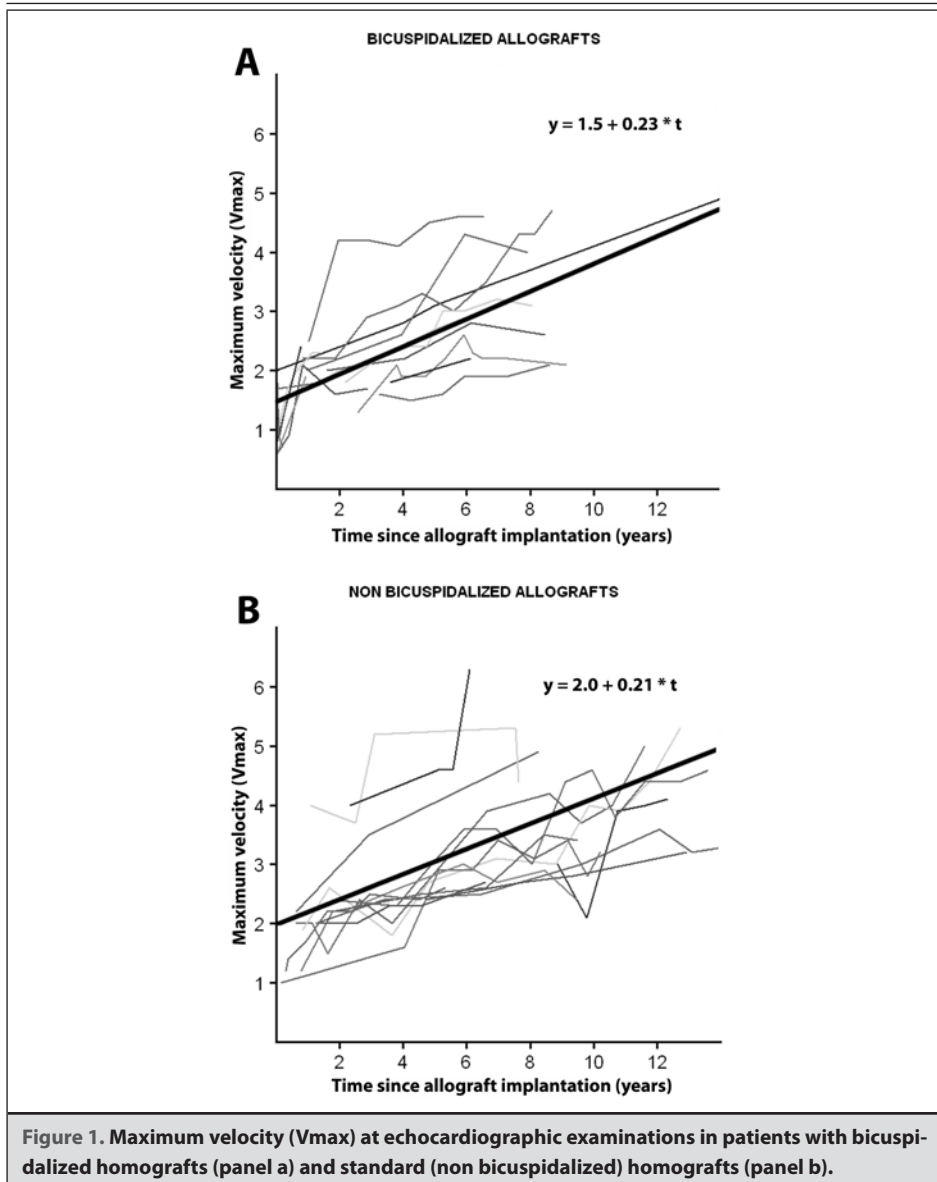 BICUSPIDALIZED ALLOGRAFTS
A
y = 1.5 + 0.23 * t
Maximum velocity (Vmax)
6
5
4
3
2
1
2 4 6 8 10 12
Time since allograft implantation (years)
NON BICUSPIDALIZED ALLOGRAFTS
B
y = 2.0 + 0.21 * t
Maximum velocity (Vmax)
6
5
4
3
2
1
2 4 6 8 10 12
Time since allograft implantation (years)
Figure 1. Maximum velocity (Vmax) at echocardiographic examinations in patients with bicuspi-
dalized homografts (panel a) and standard (non bicuspidalized) homografts (panel b).